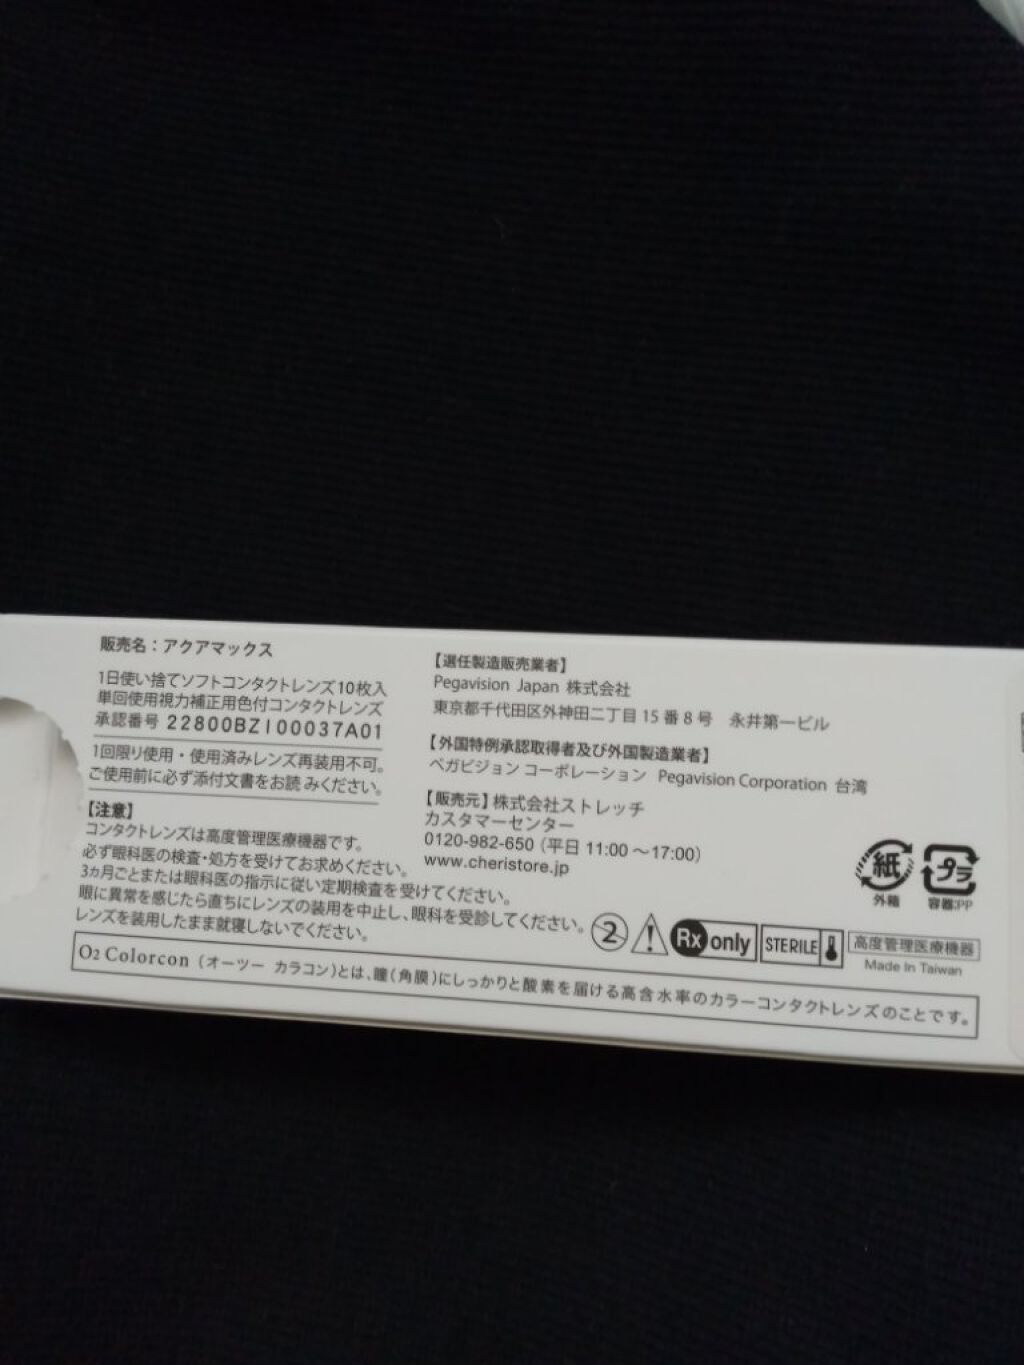 販売名：アクアマックス
1日使い捨てソフトコンタクトレンズ10枚入
単回使用視力補正用色付コンタクトレンズ
承認番号 22800BZI00037A01
1回限り使用・使用済みレンズ再装用不可。
ご使用前に必ず添付文書をお読みください。
【注意】
コンタクトレンズは高度管理医療機器です。
必ず眼科医の検査・処方を受けてお求めください。
3ヵ月ごとまたは眼科医の指示に従い定期検査を受けてください。
眼に異常を感じたら直ちにレンズの装用を中止し、眼科を受診してください。
レンズを装用したまま就寝しないでください。
【選任製造販売業者】
Pegavision Japan 株式会社
東京都千代田区外神田二丁目15番8号 永井第一ビル
【外国特例承認取得者及び外国製造業者】
ペガビジョン コーポレーション Pegavision Corporation 台湾
【販売元】株式会社ストレッチ
カスタマーセンター
0120-982-650 (平日 11:00～17:00)
www.cheristore.jp
紙
外箱
プラ
容器:PP
2
!
Rx only
STERILE
高度管理医療機器
Made In Taiwan
O2 Colorcon（オーツー カラコン）とは、瞳(角膜)にしっかりと酸素を届ける高含水率のカラーコンタクトレンズのことです。